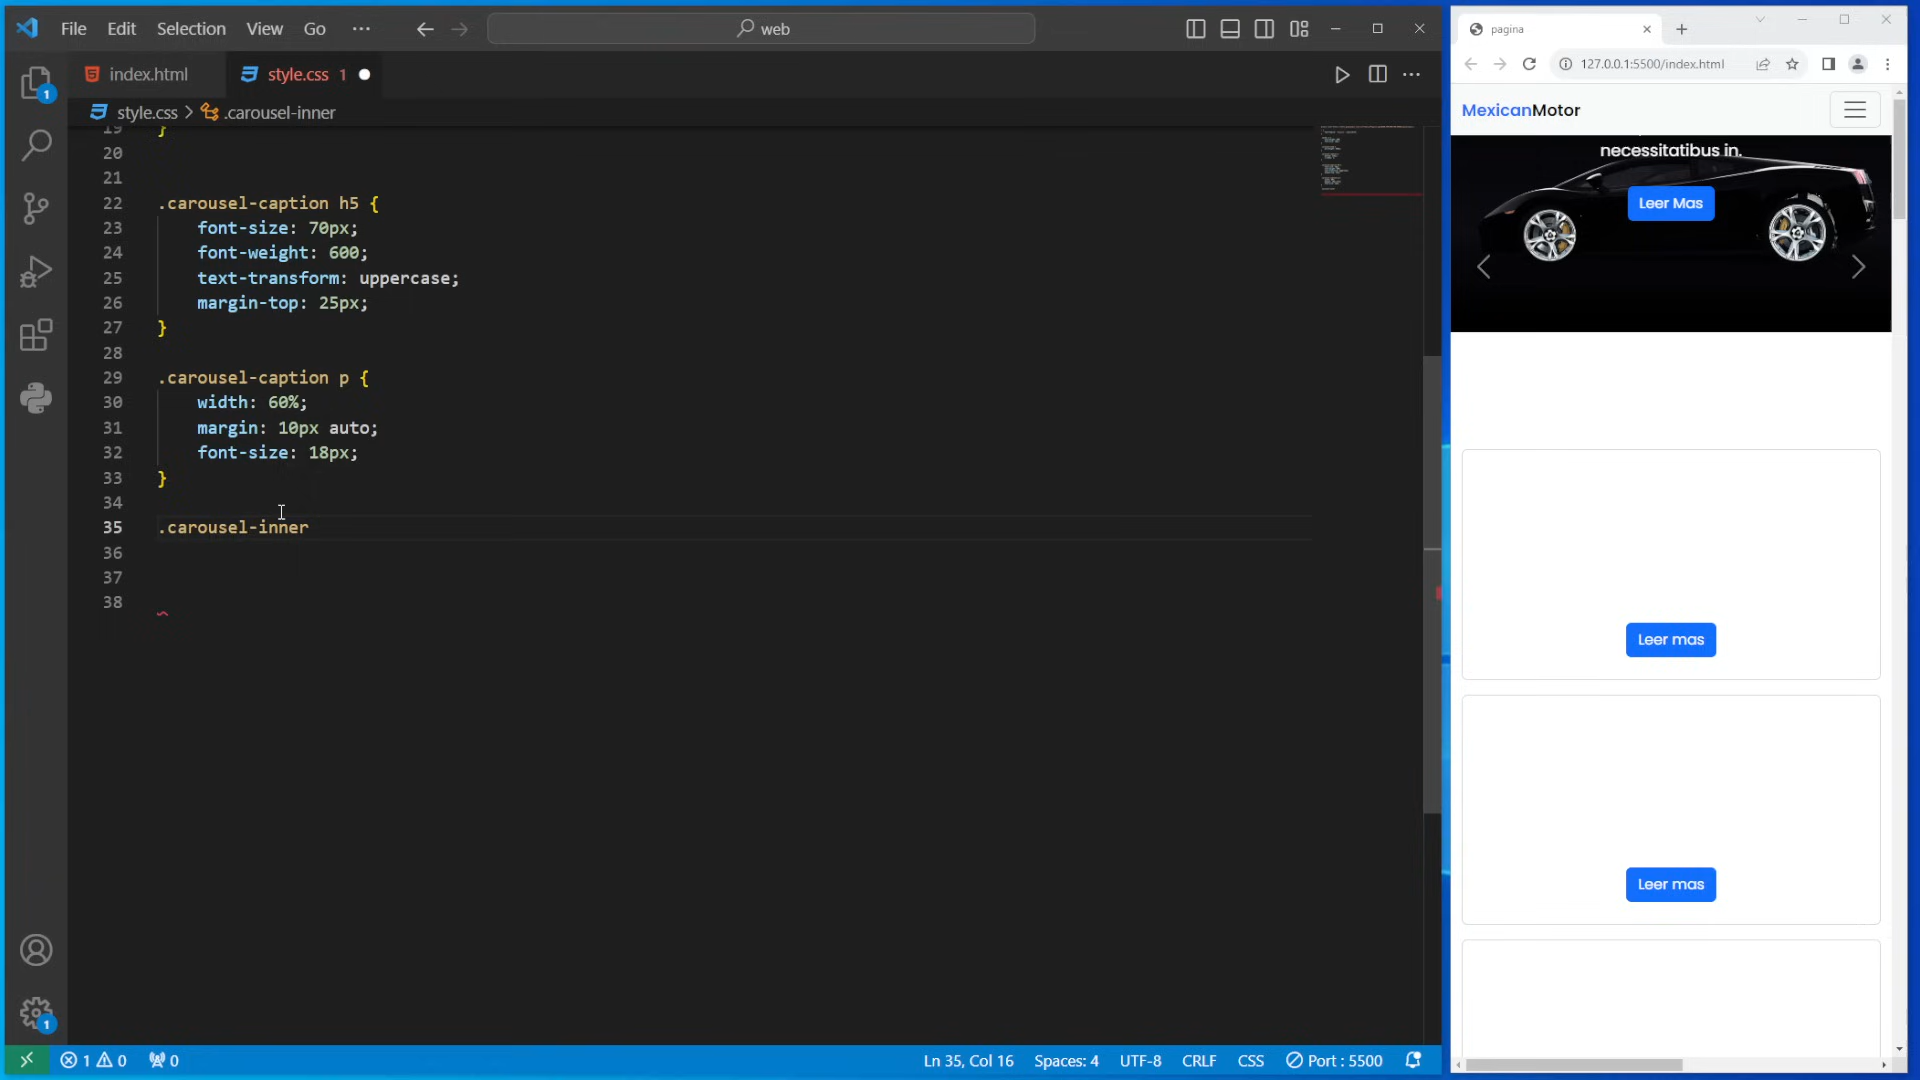 File Edit Selection View Go ··· web
index.html style.css 1
style.css > .carousel-inner
19 }
20
21
22 .carousel-caption h5 {
23 font-size: 70px;
24 font-weight: 600;
25 text-transform: uppercase;
26 margin-top: 25px;
27 }
28
29 .carousel-caption p {
30 width: 60%;
31 margin: 10px auto;
32 font-size: 18px;
33 }
34
35 .carousel-inner
36
37
38
1
1
1 0 0 Ln 35, Col 16 Spaces: 4 UTF-8 CRLF CSS Port : 5500
pagina
127.0.0.1:5500/index.html
MexicanMotor
necessitatibus in.
Leer Mas
Leer mas
Leer mas